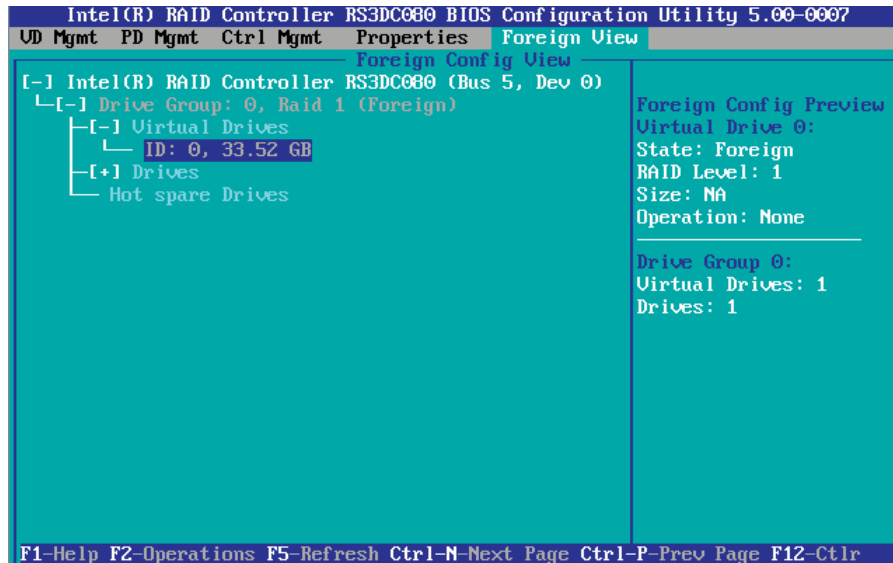 Intel(R) RAID Controller RS3DC080 BIOS Configuration Utility 5.00-0007
VD Mgmt PD Mgmt Ctrl Mgmt Properties Foreign View
Foreign Config View
[-] Intel(R) RAID Controller RS3DC080 (Bus 5, Dev 0)
[-] Drive Group: 0, Raid 1 (Foreign)
[-] Virtual Drives
ID: 0, 33.52 GB
[+] Drives
Hot spare Drives
Foreign Config Preview
Virtual Drive 0:
State: Foreign
RAID Level: 1
Size: NA
Operation: None
Drive Group 0:
Virtual Drives: 1
Drives: 1
F1-Help F2-Operations F5-Refresh Ctrl-N-Next Page Ctrl-P-Prev Page F12-Ctlr